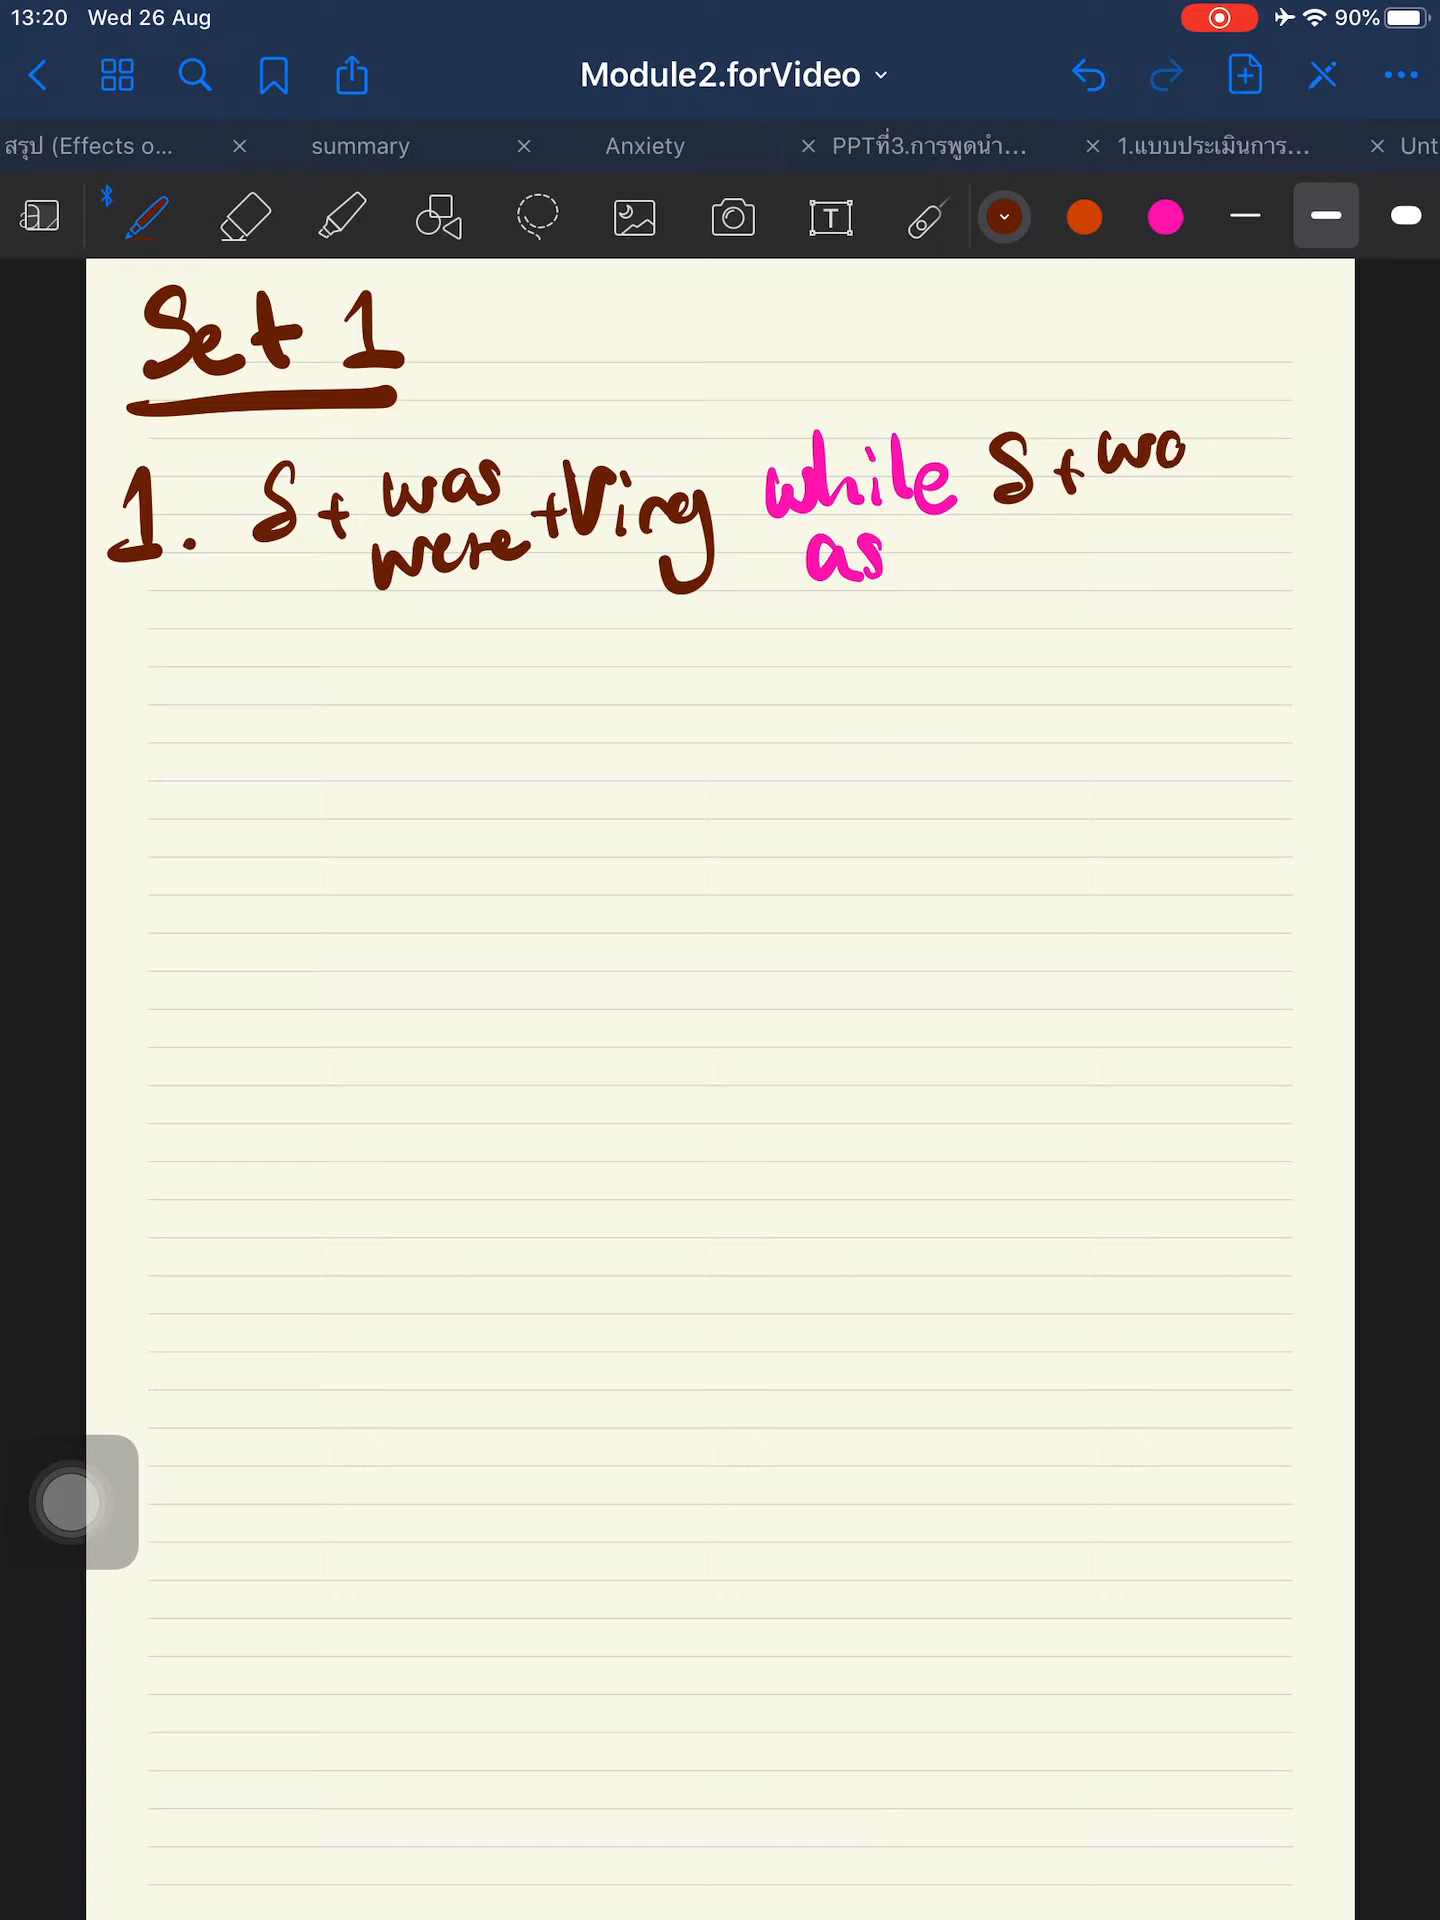 13:20 Wed 26 Aug 90%
Module2.forVideo
สรุป (Effects o... summary Anxiety PPTที่3.การพูดนำ... 1.แบบประเมินการ... Unt
Set 1
1. S + was + Ving while S + wa
were as